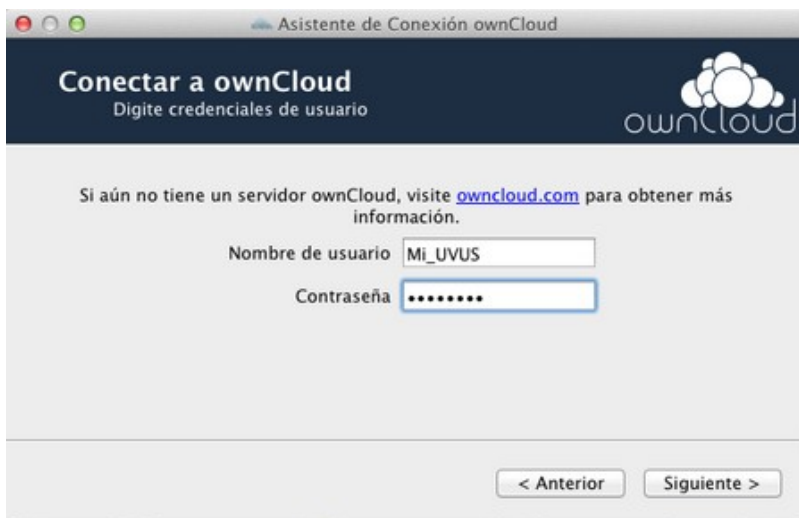 Asistente de Conexión ownCloud
Conectar a ownCloud
Digite credenciales de usuario
ownCloud
Si aún no tiene un servidor ownCloud, visite owncloud.com para obtener más
información.
Nombre de usuario Mi_UVUS
Contraseña ••••••••
< Anterior Siguiente >